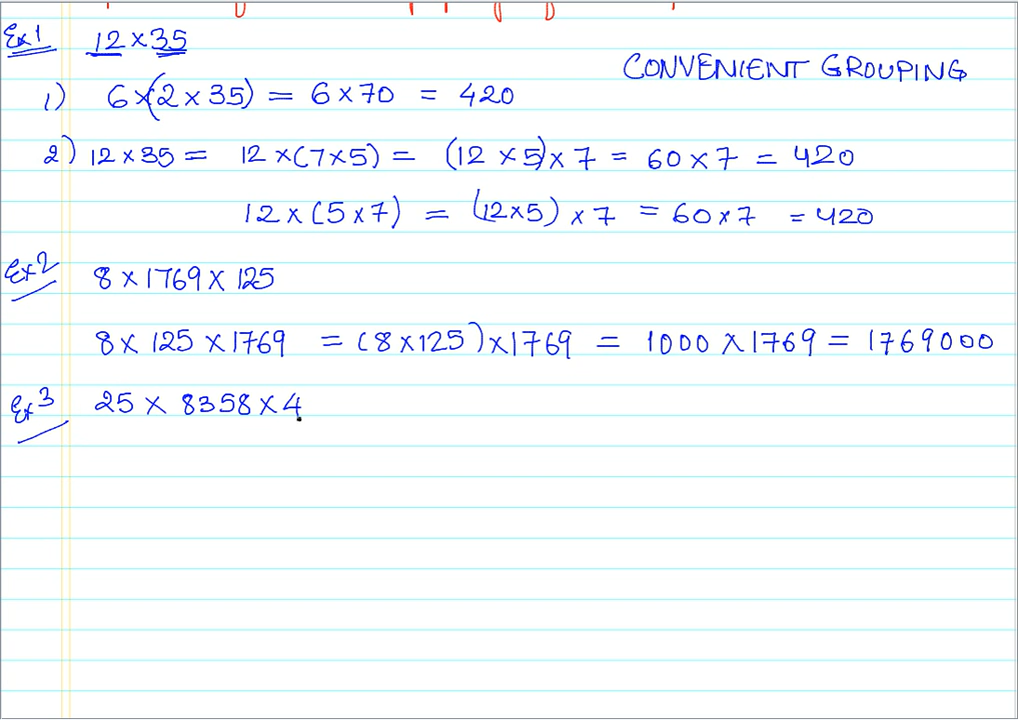 Ex1 12 × 35
CONVENIENT GROUPING
1) 6×(2 × 35) = 6 × 70 = 420
2) 12 × 35 = 12 × (7 × 5) = (12 × 5) × 7 = 60 × 7 = 420
12 × (5 × 7) = (12×5) × 7 = 60 × 7 = 420
Ex2 8 × 1769 × 125
8 × 125 × 1769 = (8 × 125) × 1769 = 1000 × 1769 = 1769000
Ex3 25 × 8358 × 4